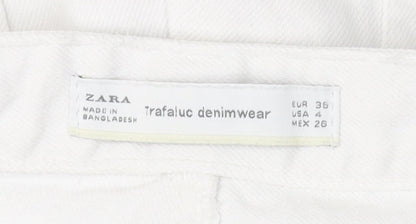 ZARA
MADE IN
BANGLADESH
Trafaluc denimwear
EUR 36
USA 4
MEX 26